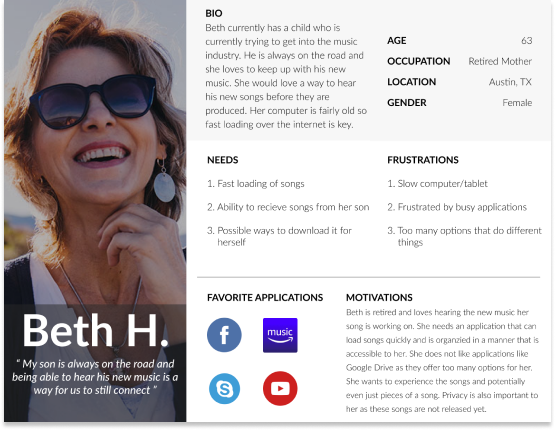 BIO
Beth currently has a child who is
currently trying to get into the music
industry. He is always on the road and
she loves to keep up with his new
music. She would love a way to hear
his new songs before they are
produced. Her computer is fairly old so
fast loading over the internet is key.
AGE 63
OCCUPATION Retired Mother
LOCATION Austin, TX
GENDER Female
NEEDS
1. Fast loading of songs
2. Ability to recieve songs from her son
3. Possible ways to download it for
herself
FRUSTRATIONS
1. Slow computer/tablet
2. Frustrated by busy applications
3. Too many options that do different
things
Beth H.
“ My son is always on the road and
being able to hear his new music is a
way for us to still connect ”
FAVORITE APPLICATIONS
f
music
S
MOTIVATIONS
Beth is retired and loves hearing the new music her
son is working on. She needs an application that can
load songs quickly and is organzied in a manner that is
accessible to her. She does not like applications like
Google Drive as they offer too many options for her.
She wants to experience the songs and potentially
even just pieces of a song. Privacy is also important to
her as these songs are not released yet.